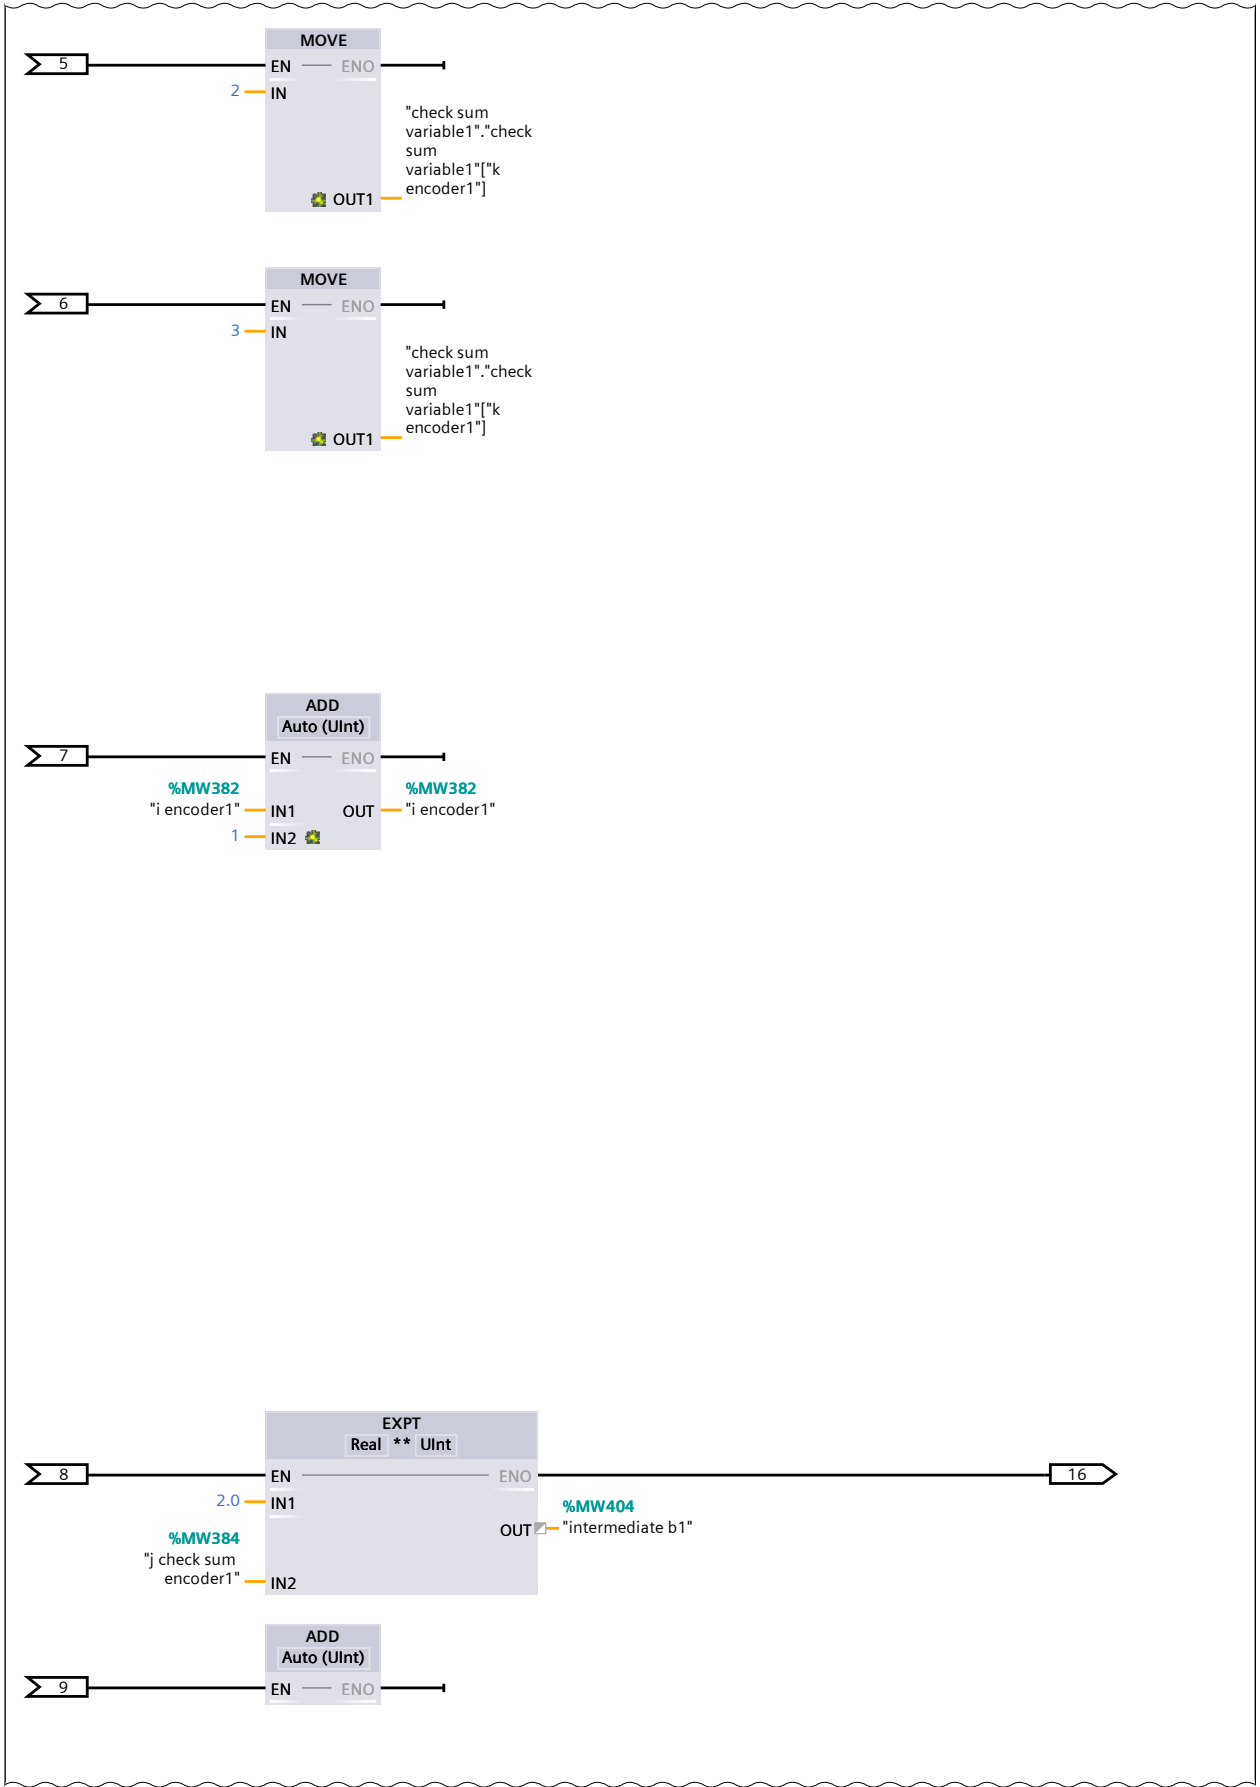 MOVE
5
EN
ENO
2
IN
"check sum
variable1"."check
sum
variable1"["k
encoder1"]
OUT1
MOVE
6
EN
ENO
3
IN
"check sum
variable1"."check
sum
variable1"["k
encoder1"]
OUT1
ADD
Auto (UInt)
7
EN
ENO
%MW382
%MW382
"i encoder1"
IN1
OUT
"i encoder1"
1
IN2
EXPT
Real ** UInt
8
EN
ENO
16
2.0
IN1
%MW404
OUT
"intermediate b1"
%MW384
"j check sum
encoder1"
IN2
ADD
Auto (UInt)
9
EN
ENO